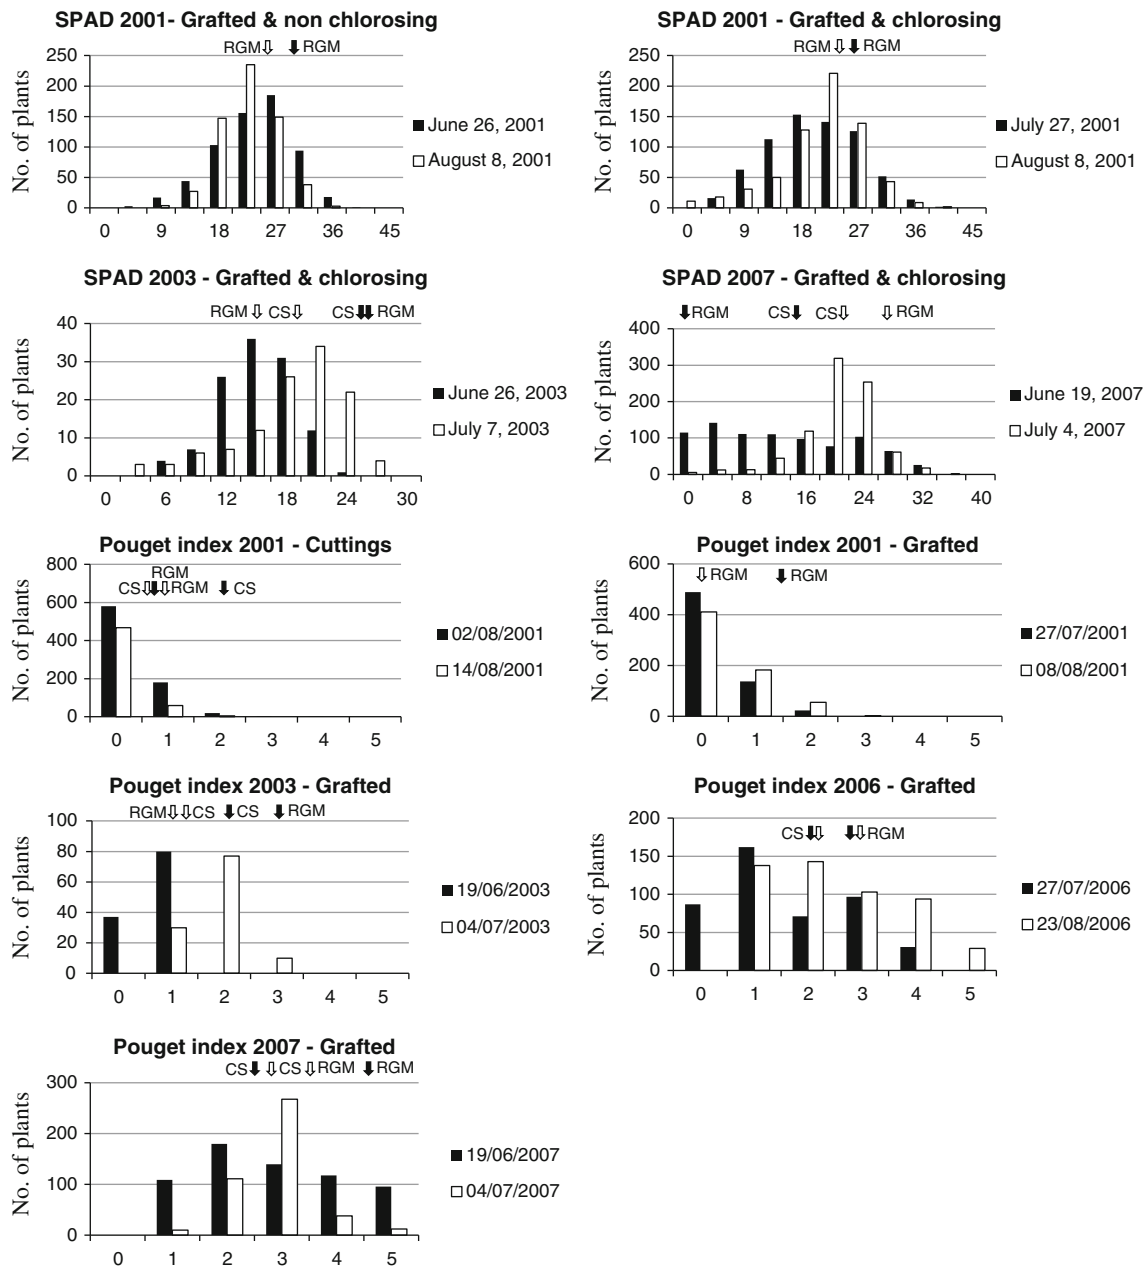 SPAD 2001- Grafted & non chlorosing
RGM RGM
No. of plants
250
200
150
100
50
0
0 9 18 27 36 45
June 26, 2001
August 8, 2001
SPAD 2001 - Grafted & chlorosing
RGM RGM
No. of plants
250
200
150
100
50
0
0 9 18 27 36 45
July 27, 2001
August 8, 2001
SPAD 2003 - Grafted & chlorosing
RGM CS CS RGM
No. of plants
40
30
20
10
0
0 6 12 18 24 30
June 26, 2003
July 7, 2003
SPAD 2007 - Grafted & chlorosing
RGM CS CS RGM
No. of plants
400
300
200
100
0
0 8 16 24 32 40
June 19, 2007
July 4, 2007
Pouget index 2001 - Cuttings
RGM
CS RGM CS
No. of plants
800
600
400
200
0
0 1 2 3 4 5
02/08/2001
14/08/2001
Pouget index 2001 - Grafted
RGM RGM
No. of plants
600
400
200
0
0 1 2 3 4 5
27/07/2001
08/08/2001
Pouget index 2003 - Grafted
RGM CS CS RGM
No. of plants
100
80
60
40
20
0
0 1 2 3 4 5
19/06/2003
04/07/2003
Pouget index 2006 - Grafted
CS RGM
No. of plants
200
150
100
50
0
0 1 2 3 4 5
27/07/2006
23/08/2006
Pouget index 2007 - Grafted
CS CS RGM RGM
No. of plants
300
200
100
0
0 1 2 3 4 5
19/06/2007
04/07/2007